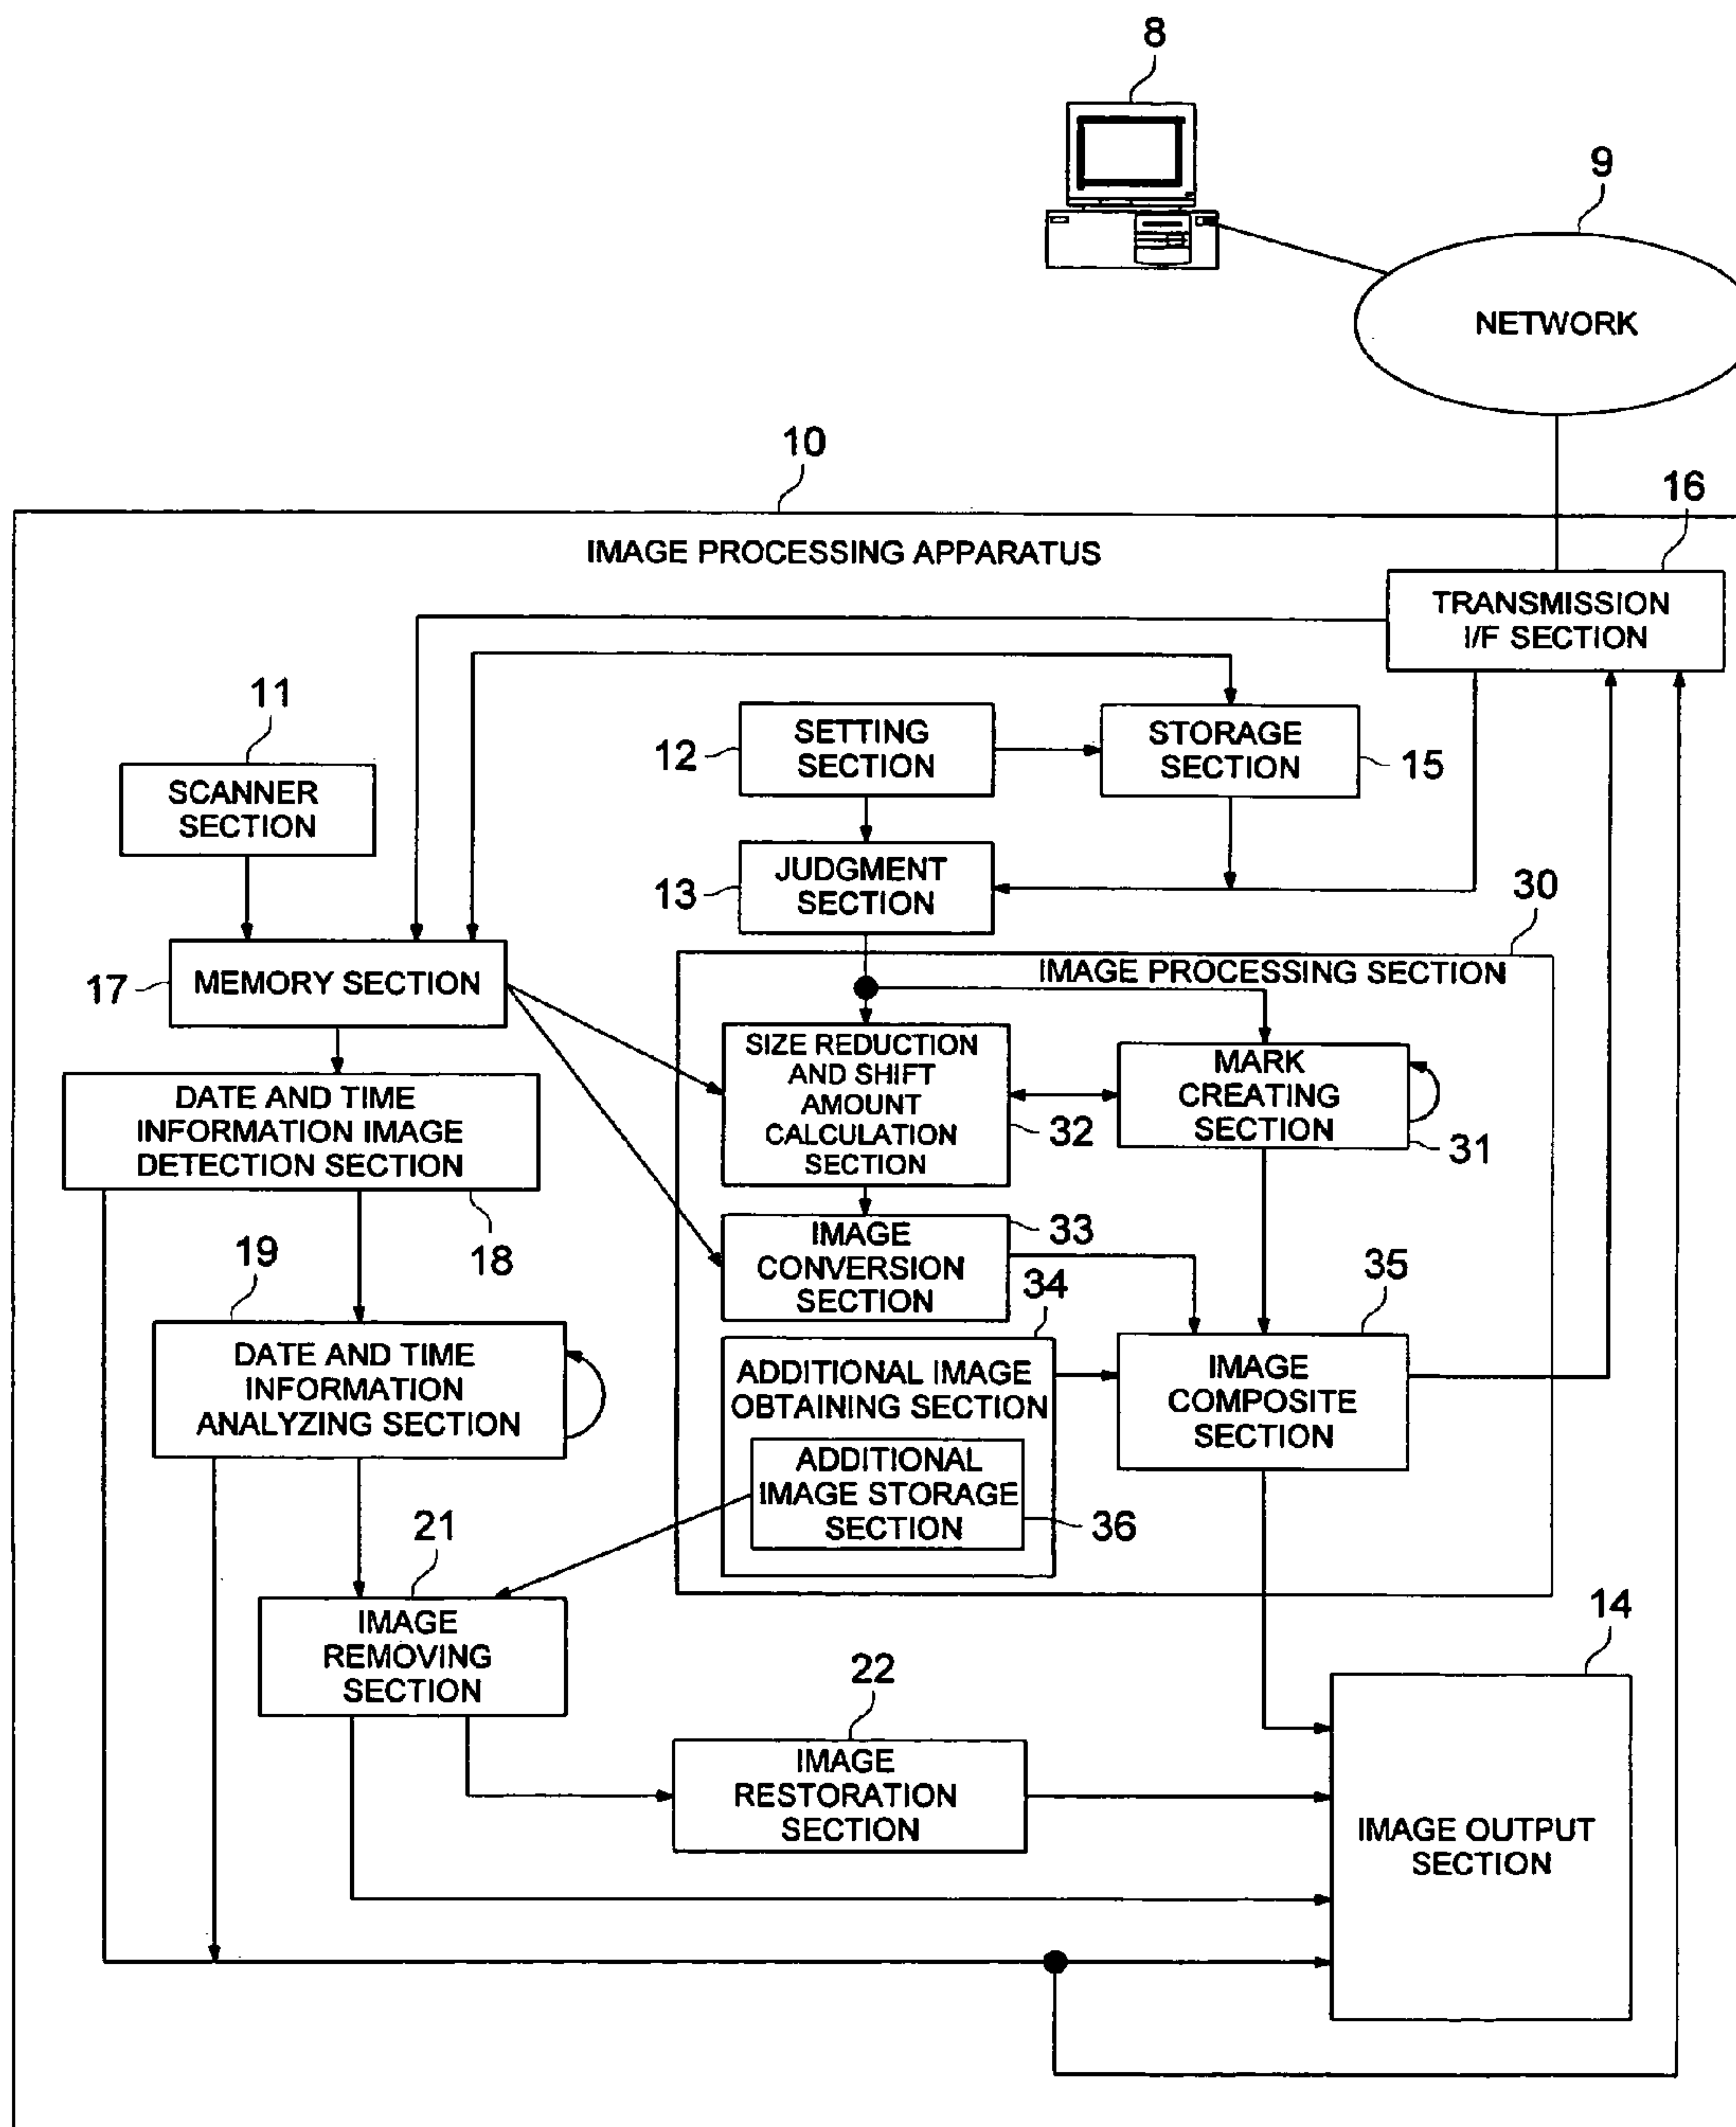 8
9
NETWORK
10
16
IMAGE PROCESSING APPARATUS
TRANSMISSION
I/F SECTION
11
SCANNER
SECTION
12
SETTING
SECTION
STORAGE
SECTION
15
13
JUDGMENT
SECTION
30
17
MEMORY SECTION
IMAGE PROCESSING SECTION
SIZE REDUCTION
AND SHIFT
AMOUNT
CALCULATION
SECTION
32
MARK
CREATING
SECTION
31
DATE AND TIME
INFORMATION IMAGE
DETECTION SECTION
18
IMAGE
CONVERSION
SECTION
33
19
DATE AND TIME
INFORMATION
ANALYZING SECTION
34
ADDITIONAL IMAGE
OBTAINING SECTION
ADDITIONAL
IMAGE STORAGE
SECTION
36
35
IMAGE
COMPOSITE
SECTION
21
IMAGE
REMOVING
SECTION
22
IMAGE
RESTORATION
SECTION
14
IMAGE OUTPUT
SECTION